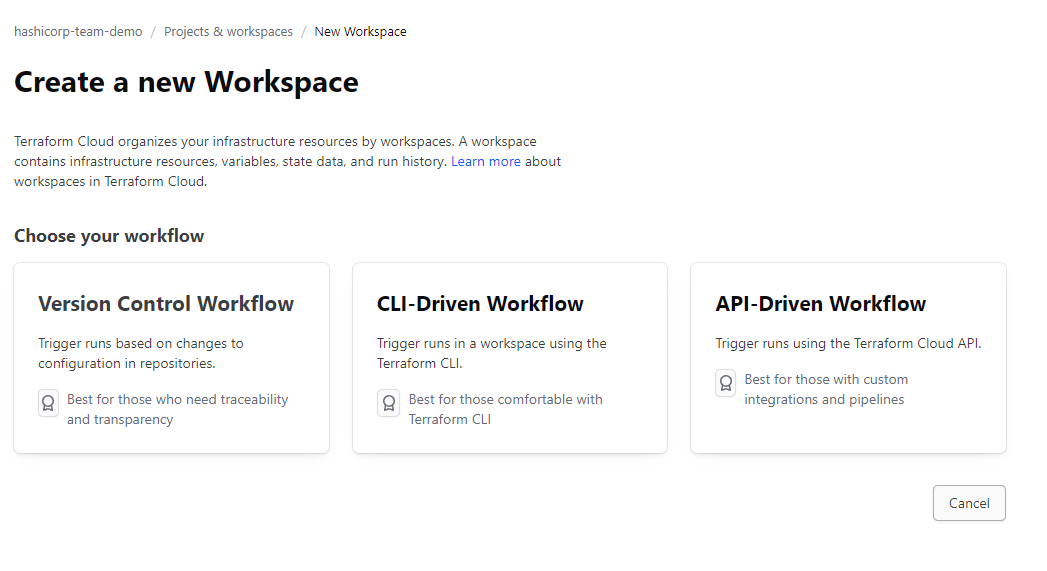 hashicorp-team-demo / Projects & workspaces / New Workspace
Create a new Workspace
Terraform Cloud organizes your infrastructure resources by workspaces. A workspace
contains infrastructure resources, variables, state data, and run history. Learn more about
workspaces in Terraform Cloud.
Choose your workflow
Version Control Workflow
Trigger runs based on changes to
configuration in repositories.
Best for those who need traceability
and transparency
CLI-Driven Workflow
Trigger runs in a workspace using the
Terraform CLI.
Best for those comfortable with
Terraform CLI
API-Driven Workflow
Trigger runs using the Terraform Cloud API.
Best for those with custom
integrations and pipelines
Cancel